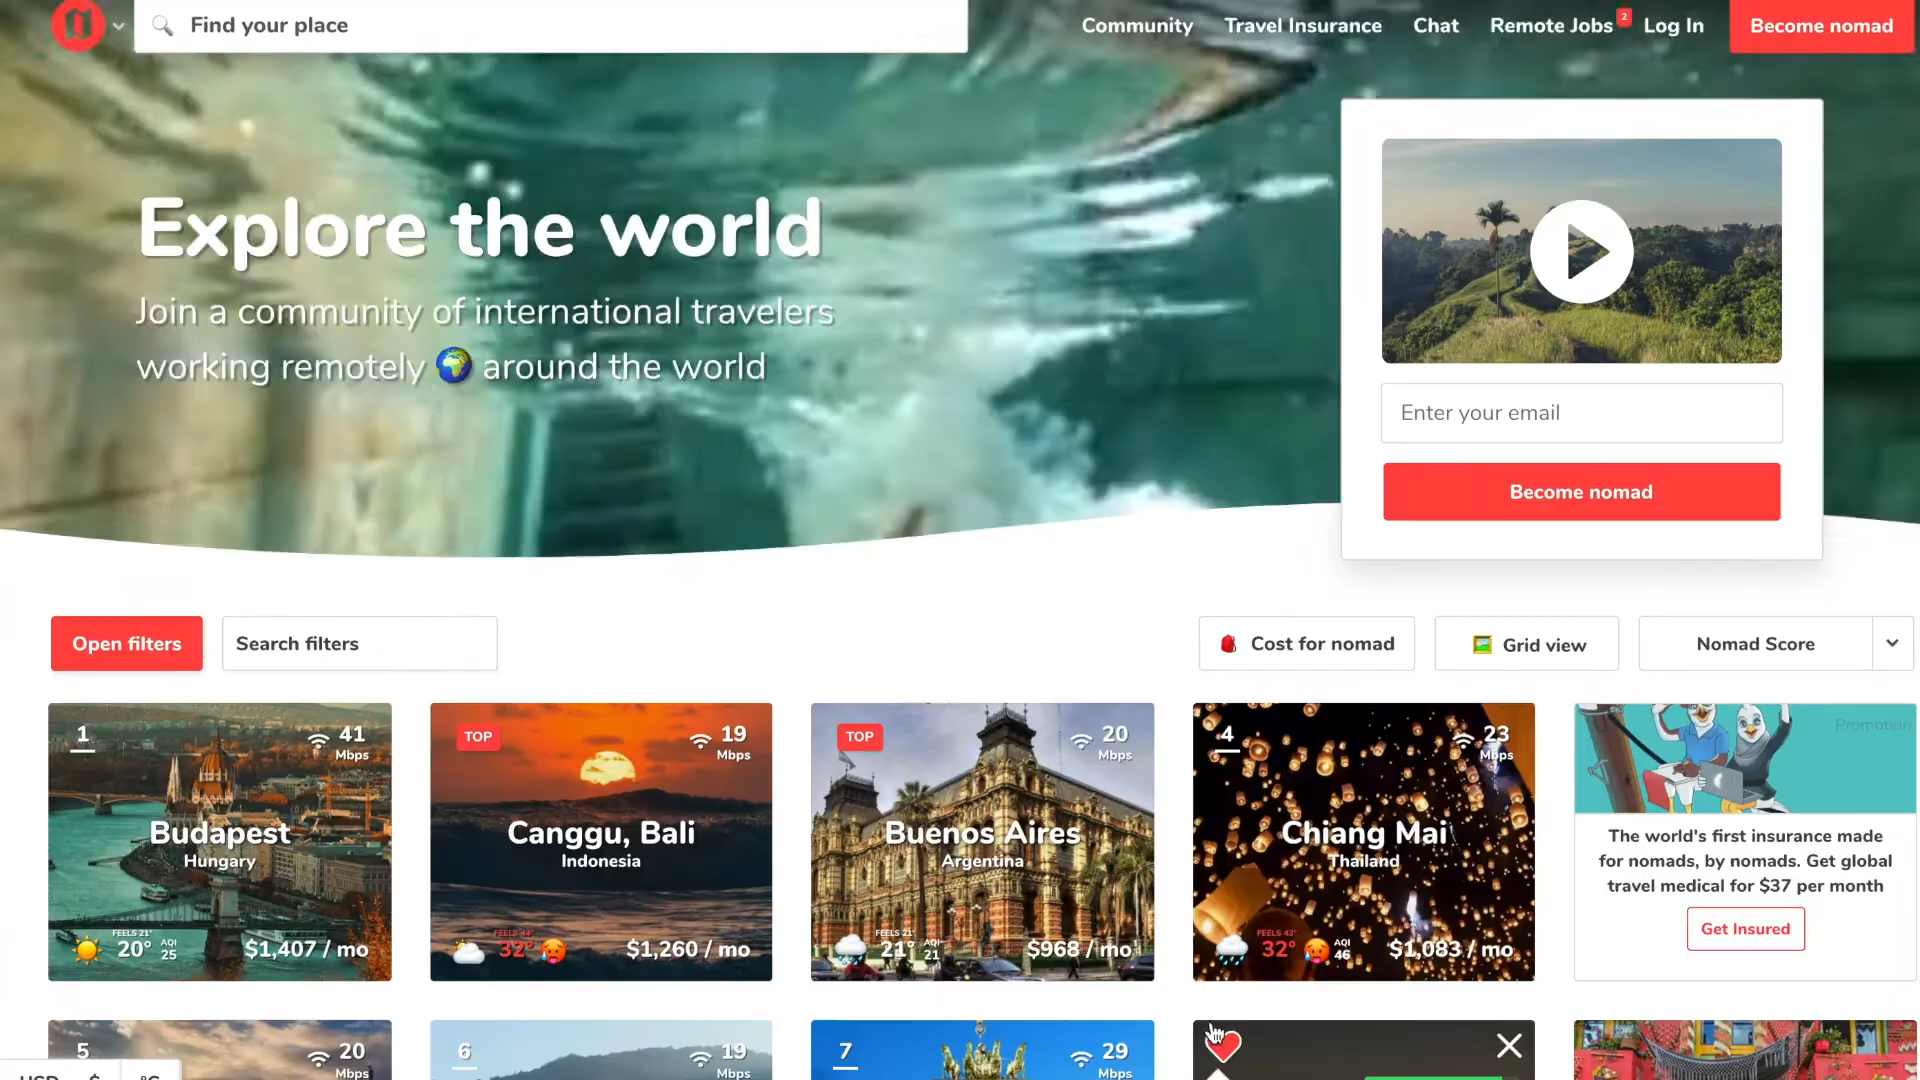 Find your place
Community
Travel Insurance
Chat
Remote Jobs
2
Log In
Become nomad
Explore the world
Join a community of international travelers
working remotely 🌍 around the world
Enter your email
Become nomad
Open filters
Search filters
Cost for nomad
Grid view
Nomad Score
1
41
Mbps
Budapest
Hungary
FEELS 21°
20°
AQI
25
$1,407 / mo
TOP
19
Mbps
Canggu, Bali
Indonesia
FEELS 44°
32°
$1,260 / mo
TOP
20
Mbps
Buenos Aires
Argentina
FEELS 21°
21°
AQI
21
$968 / mo
4
23
Mbps
Chiang Mai
Thailand
FEELS 43°
32°
AQI
46
$1,083 / mo
Promotion
The world's first insurance made
for nomads, by nomads. Get global
travel medical for $37 per month
Get Insured
5
20
Mbps
6
19
Mbps
7
29
Mbps